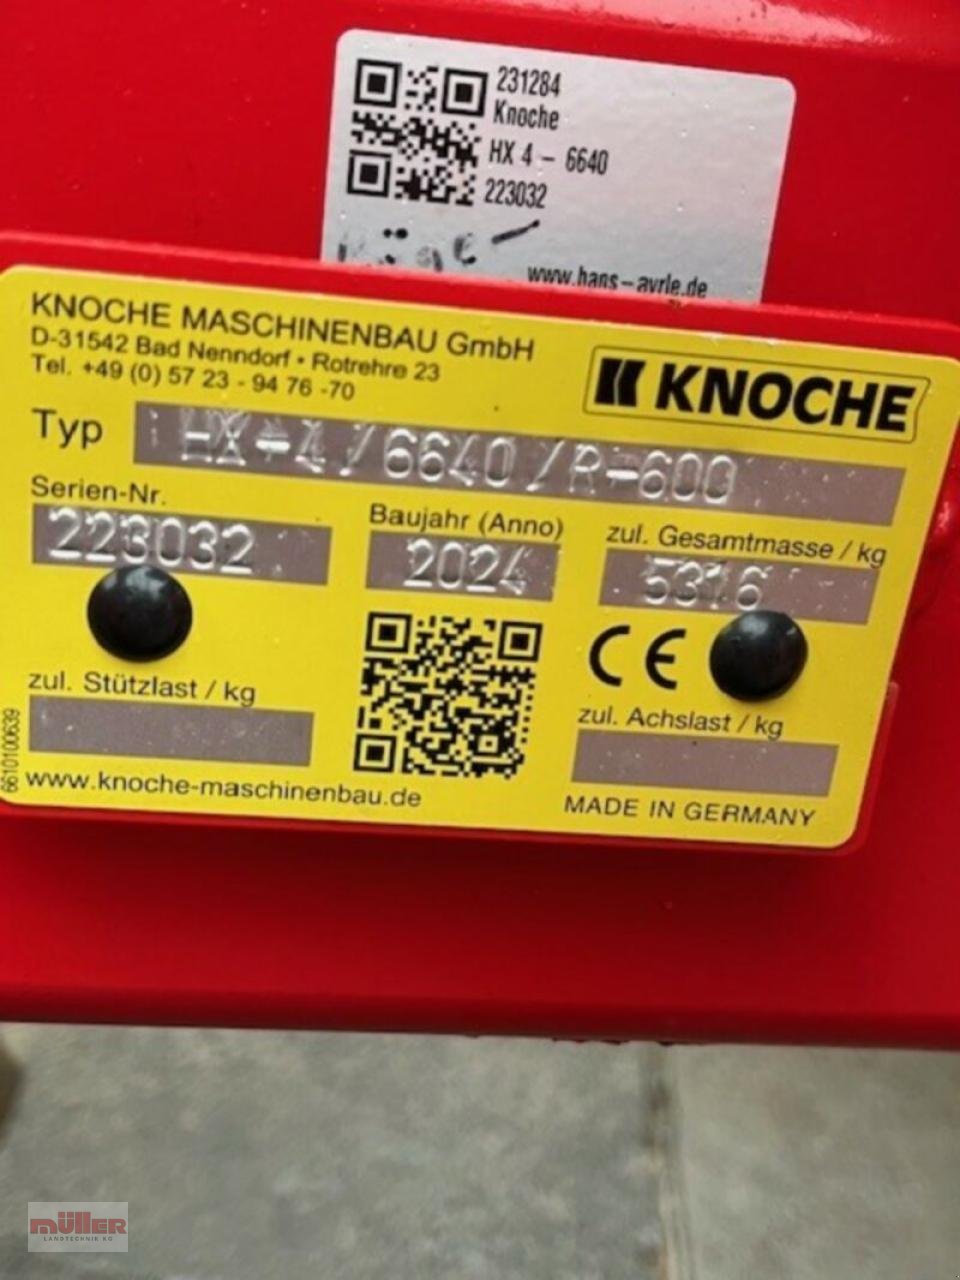 231284
Knoche
HX 4 - 6640
223032
www.hans-avrle.de
KNOCHE MASCHINENBAU GmbH
D-31542 Bad Nenndorf • Rotrehre 23
Tel. +49 (0) 57 23 - 94 76 -70
KNOCHE
Typ HX-4/6640/R-600
Serien-Nr. Baujahr (Anno) zul. Gesamtmasse / kg
223032 2024 5316
CE
zul. Stützlast / kg zul. Achslast / kg
6610100639
www.knoche-maschinenbau.de
MADE IN GERMANY
müller
LANDTECHNIK KG